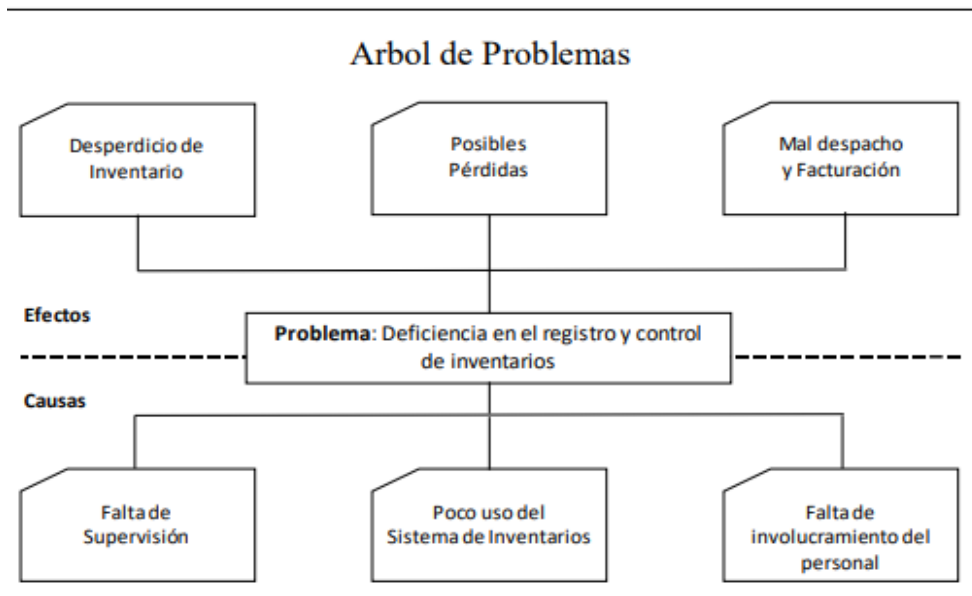 Arbol de Problemas
Desperdicio de
Inventario
Posibles
Pérdidas
Mal despacho
y Facturación
Efectos
Problema: Deficiencia en el registro y control
de inventarios
Causas
Falta de
Supervisión
Poco uso del
Sistema de Inventarios
Falta de
involucramiento del
personal